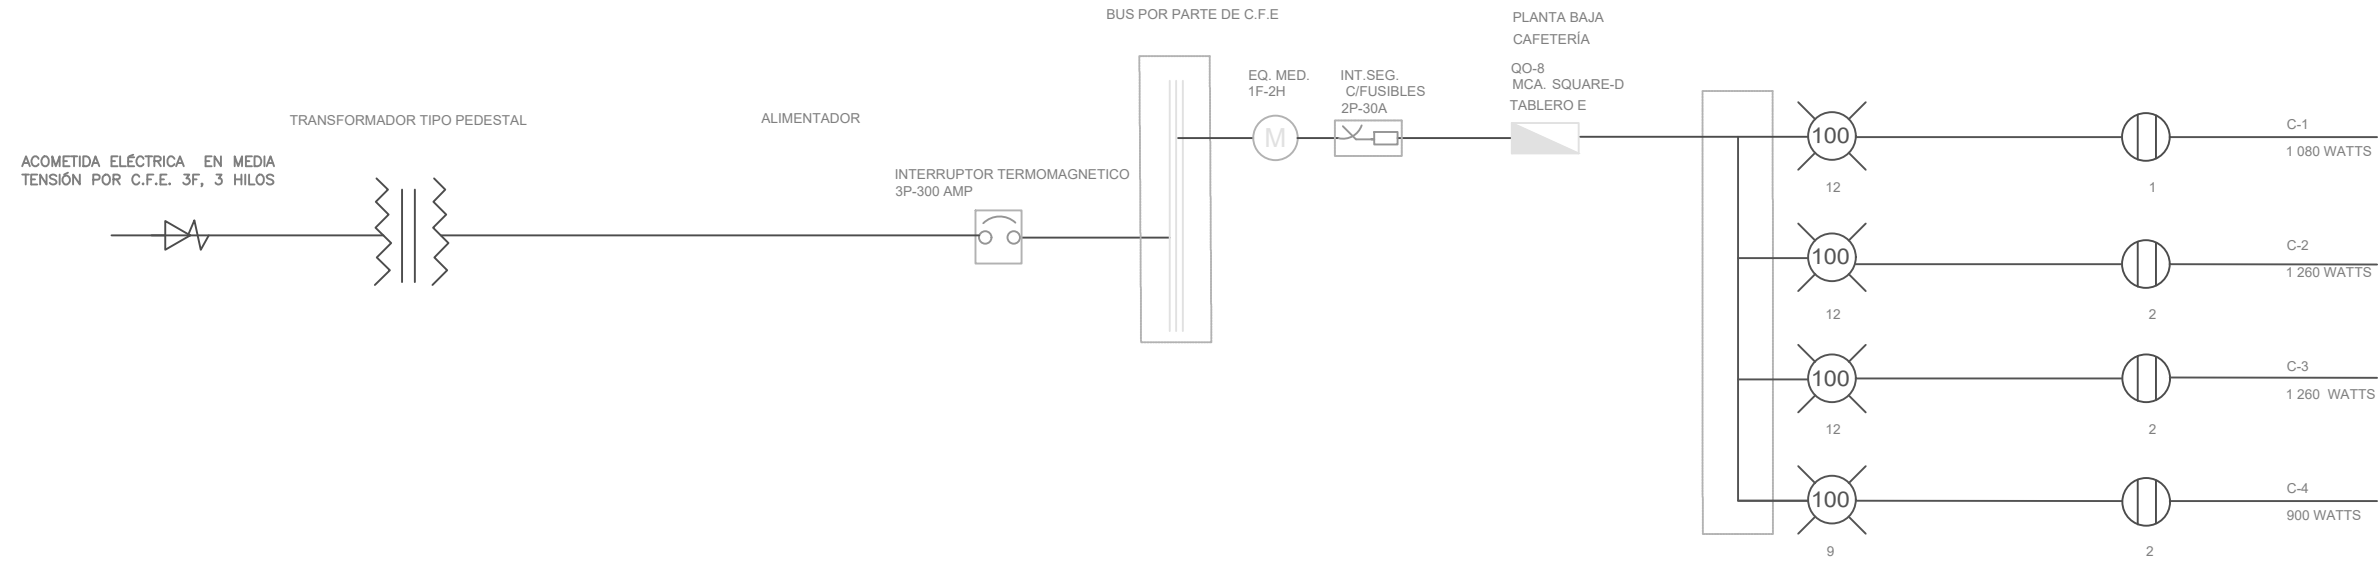 BUS POR PARTE DE C.F.E
PLANTA BAJA
CAFETERÍA
QO-8
MCA. SQUARE-D
TABLERO E
EQ. MED.
1F-2H
INT.SEG.
C/FUSIBLES
2P-30A
TRANSFORMADOR TIPO PEDESTAL
ALIMENTADOR
ACOMETIDA ELÉCTRICA EN MEDIA
TENSIÓN POR C.F.E. 3F, 3 HILOS
INTERRUPTOR TERMOMAGNETICO
3P-300 AMP
M
100
12
1
C-1
1 080 WATTS
100
12
2
C-2
1 260 WATTS
100
12
2
C-3
1 260 WATTS
100
9
2
C-4
900 WATTS